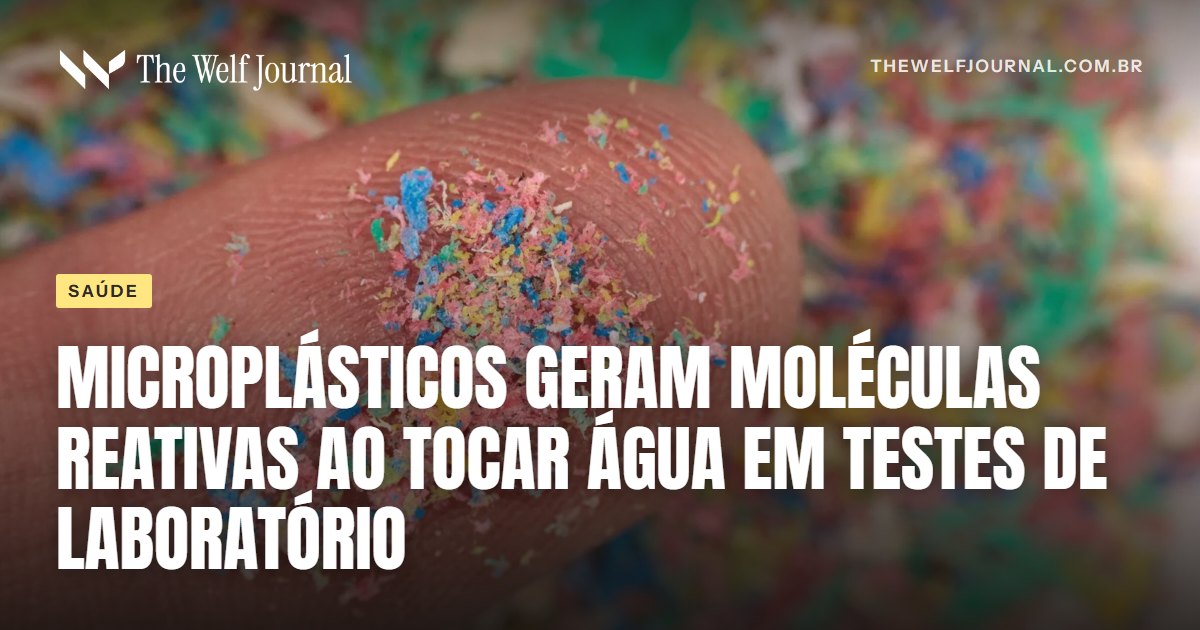 The Welf Journal
THEWELFJOURNAL.COM.BR
SAÚDE
MICROPLÁSTICOS GERAM MOLÉCULAS
REATIVAS AO TOCAR ÁGUA EM TESTES DE
LABORATÓRIO